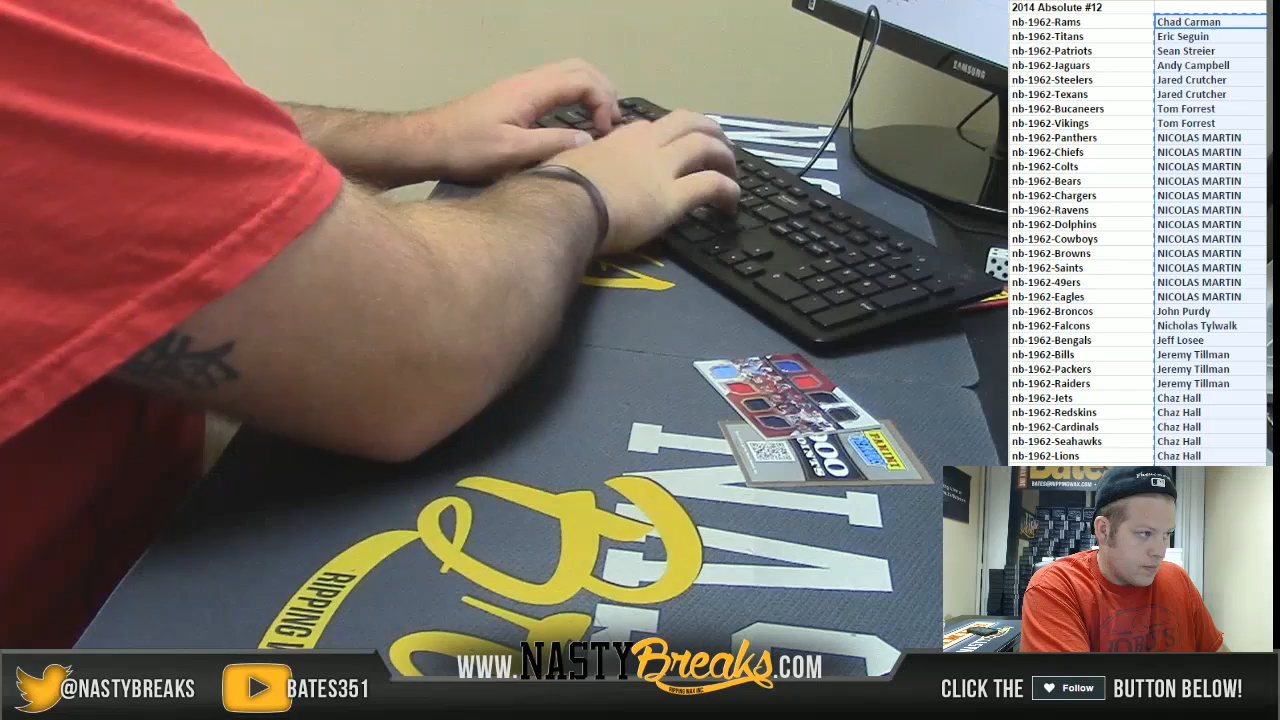 2014 Absolute #12
nb-1962-Rams Chad Carman
nb-1962-Titans Eric Seguin
nb-1962-Patriots Sean Streier
nb-1962-Jaguars Andy Campbell
nb-1962-Steelers Jared Crutcher
nb-1962-Texans Jared Crutcher
nb-1962-Bucaneers Tom Forrest
nb-1962-Vikings Tom Forrest
nb-1962-Panthers NICOLAS MARTIN
nb-1962-Chiefs NICOLAS MARTIN
nb-1962-Colts NICOLAS MARTIN
nb-1962-Bears NICOLAS MARTIN
nb-1962-Chargers NICOLAS MARTIN
nb-1962-Ravens NICOLAS MARTIN
nb-1962-Dolphins NICOLAS MARTIN
nb-1962-Cowboys NICOLAS MARTIN
nb-1962-Browns NICOLAS MARTIN
nb-1962-Saints NICOLAS MARTIN
nb-1962-49ers NICOLAS MARTIN
nb-1962-Eagles NICOLAS MARTIN
nb-1962-Broncos John Purdy
nb-1962-Falcons Nicholas Tylwalk
nb-1962-Bengals Jeff Losee
nb-1962-Bills Jeremy Tillman
nb-1962-Packers Jeremy Tillman
nb-1962-Raiders Jeremy Tillman
nb-1962-Jets Chaz Hall
nb-1962-Redskins Chaz Hall
nb-1962-Cardinals Chaz Hall
nb-1962-Seahawks Chaz Hall
nb-1962-Lions Chaz Hall
SAMSUNG
PANINI
RIPPING
Bates
BATES@RIPPINGWAX.COM
@NASTYBREAKS
BATES351
WWW.NASTYBreaks.COM
RIPPING WAX INC.
CLICK THE Follow BUTTON BELOW!